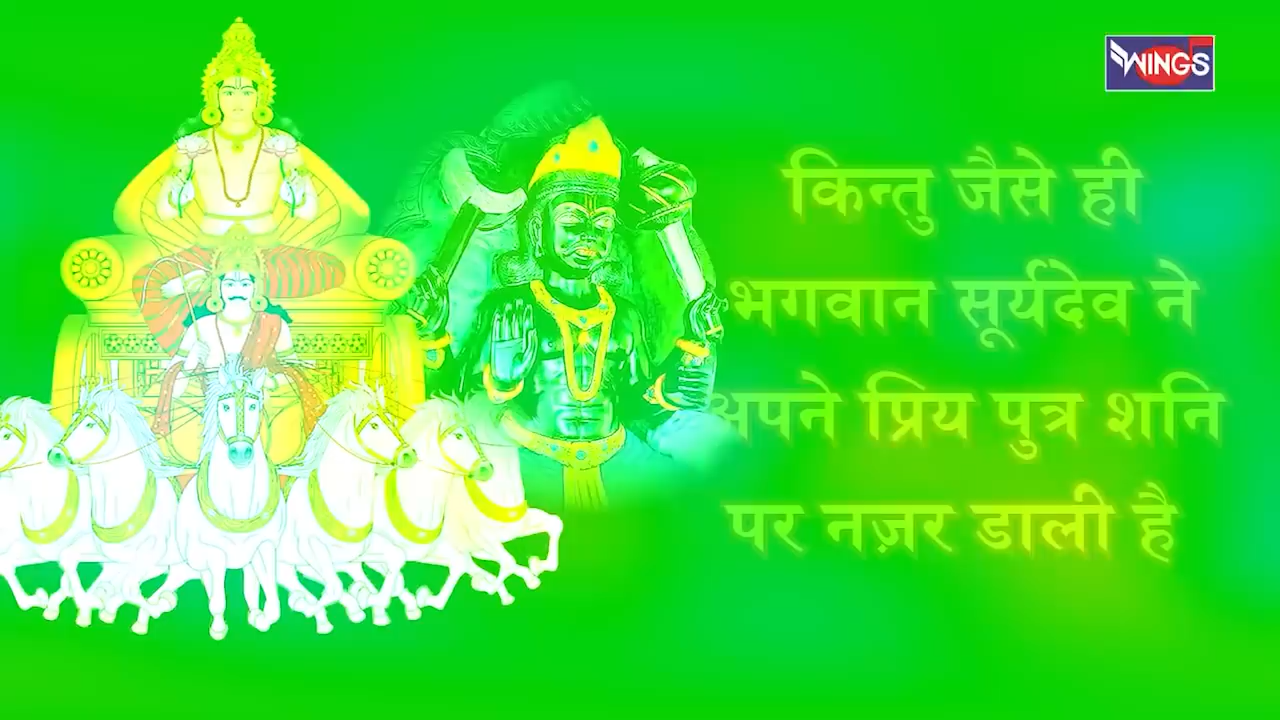 WINGS
किन्तु जैसे ही
भगवान सूर्यदेव ने
अपने प्रिय पुत्र शनि
पर नज़र डाली है